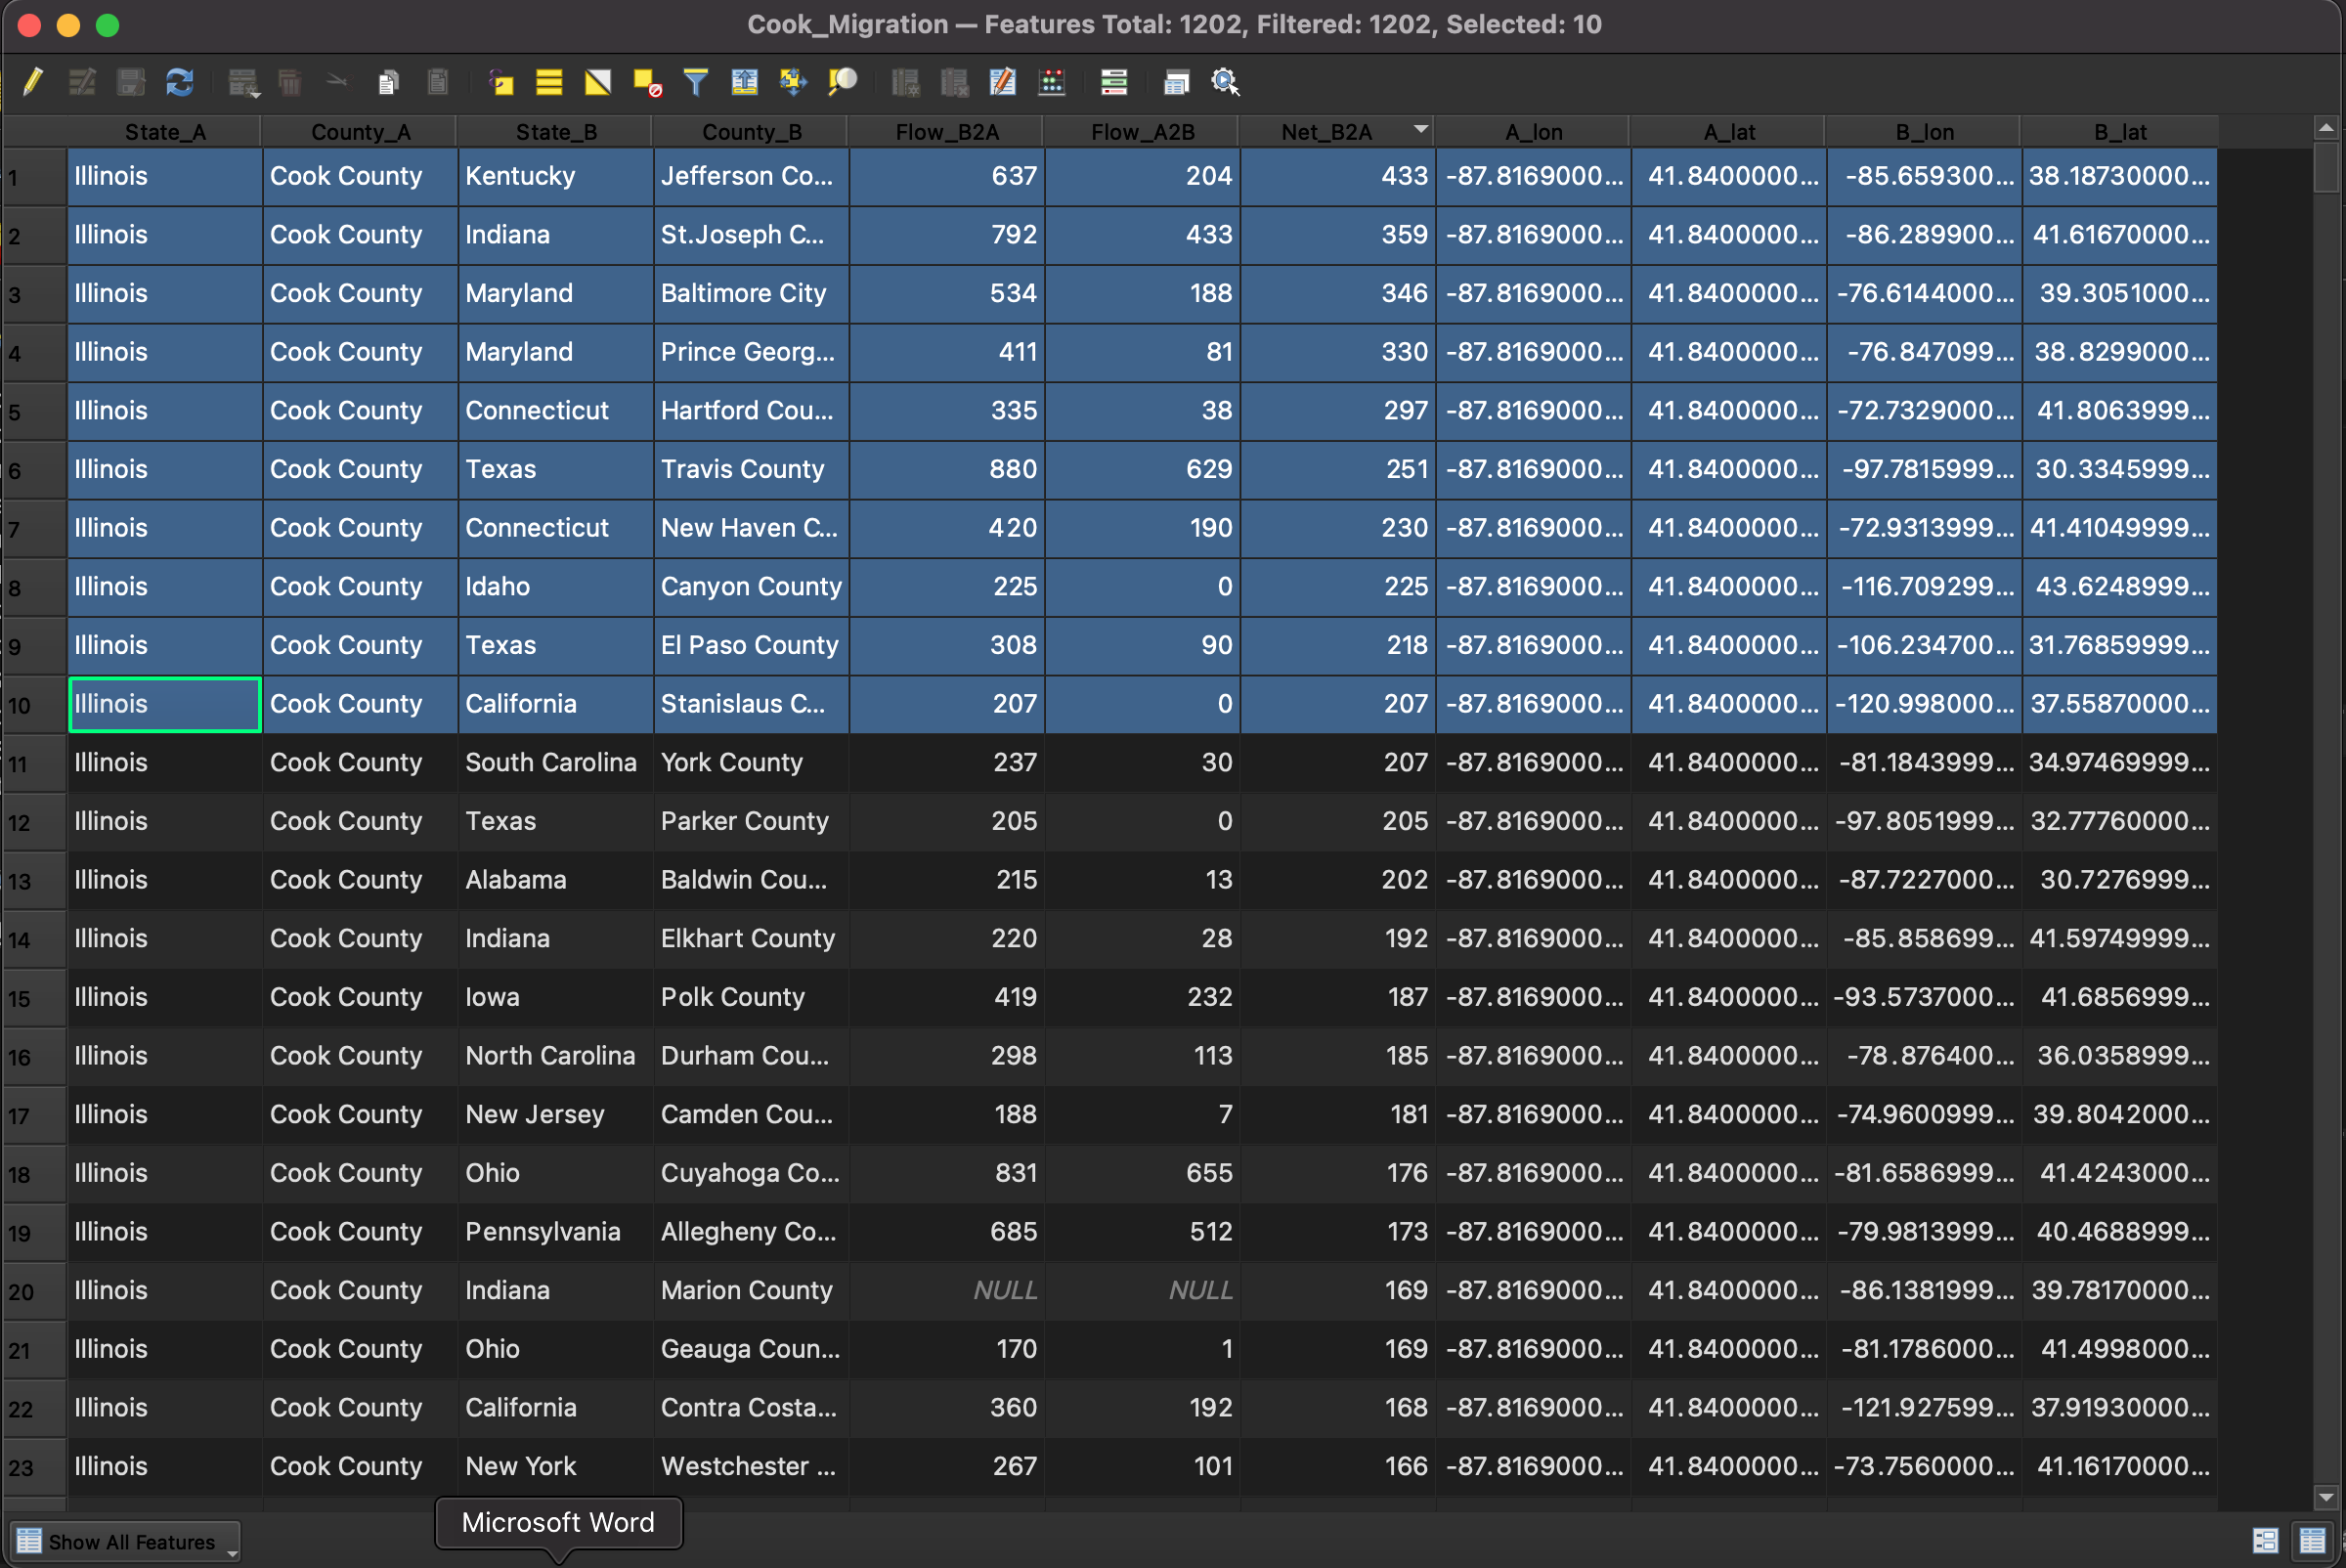 Cook_Migration — Features Total: 1202, Filtered: 1202, Selected: 10
State_A County_A State_B County_B Flow_B2A Flow_A2B Net_B2A A_lon A_lat B_lon B_lat
1 Illinois Cook County Kentucky Jefferson Co... 637 204 433 -87.8169000... 41.8400000... -85.659300... 38.18730000...
2 Illinois Cook County Indiana St.Joseph C... 792 433 359 -87.8169000... 41.8400000... -86.289900... 41.61670000...
3 Illinois Cook County Maryland Baltimore City 534 188 346 -87.8169000... 41.8400000... -76.6144000... 39.3051000...
4 Illinois Cook County Maryland Prince Georg... 411 81 330 -87.8169000... 41.8400000... -76.847099... 38.8299000...
5 Illinois Cook County Connecticut Hartford Cou... 335 38 297 -87.8169000... 41.8400000... -72.7329000... 41.8063999...
6 Illinois Cook County Texas Travis County 880 629 251 -87.8169000... 41.8400000... -97.7815999... 30.3345999...
7 Illinois Cook County Connecticut New Haven C... 420 190 230 -87.8169000... 41.8400000... -72.9313999... 41.41049999...
8 Illinois Cook County Idaho Canyon County 225 0 225 -87.8169000... 41.8400000... -116.709299... 43.6248999...
9 Illinois Cook County Texas El Paso County 308 90 218 -87.8169000... 41.8400000... -106.234700... 31.76859999...
10 Illinois Cook County California Stanislaus C... 207 0 207 -87.8169000... 41.8400000... -120.998000... 37.55870000...
11 Illinois Cook County South Carolina York County 237 30 207 -87.8169000... 41.8400000... -81.1843999... 34.97469999...
12 Illinois Cook County Texas Parker County 205 0 205 -87.8169000... 41.8400000... -97.8051999... 32.77760000...
13 Illinois Cook County Alabama Baldwin Cou... 215 13 202 -87.8169000... 41.8400000... -87.7227000... 30.7276999...
14 Illinois Cook County Indiana Elkhart County 220 28 192 -87.8169000... 41.8400000... -85.858699... 41.59749999...
15 Illinois Cook County Iowa Polk County 419 232 187 -87.8169000... 41.8400000... -93.5737000... 41.6856999...
16 Illinois Cook County North Carolina Durham Cou... 298 113 185 -87.8169000... 41.8400000... -78.876400... 36.0358999...
17 Illinois Cook County New Jersey Camden Cou... 188 7 181 -87.8169000... 41.8400000... -74.9600999... 39.8042000...
18 Illinois Cook County Ohio Cuyahoga Co... 831 655 176 -87.8169000... 41.8400000... -81.6586999... 41.4243000...
19 Illinois Cook County Pennsylvania Allegheny Co... 685 512 173 -87.8169000... 41.8400000... -79.9813999... 40.4688999...
20 Illinois Cook County Indiana Marion County NULL NULL 169 -87.8169000... 41.8400000... -86.1381999... 39.78170000...
21 Illinois Cook County Ohio Geauga Coun... 170 1 169 -87.8169000... 41.8400000... -81.1786000... 41.4998000...
22 Illinois Cook County California Contra Costa... 360 192 168 -87.8169000... 41.8400000... -121.927599... 37.91930000...
23 Illinois Cook County New York Westchester ... 267 101 166 -87.8169000... 41.8400000... -73.7560000... 41.16170000...
Microsoft Word
Show All Features